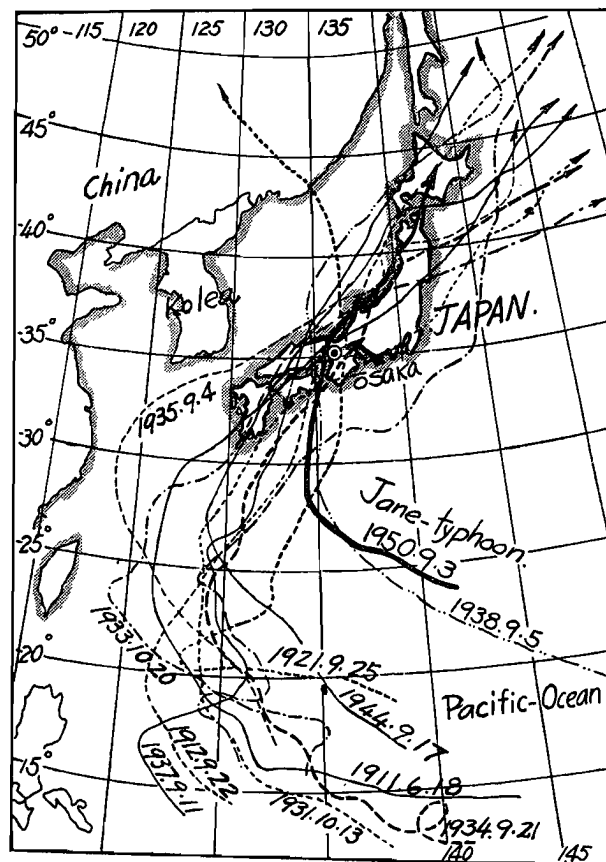 50° 115 120 125 130 135
45°
China
40°
Kolea
JAPAN.
35°
OSAKA
1935.9.4
30°
Jane-typhoon.
1950.9.3
25°
1938.9.5
1933.10.20
1921.9.25
20°
1944.9.17
Pacific-Ocean
1912.9.22
1937.9.11
1911.6.18
15°
1931.10.13
1934.9.21
140
145